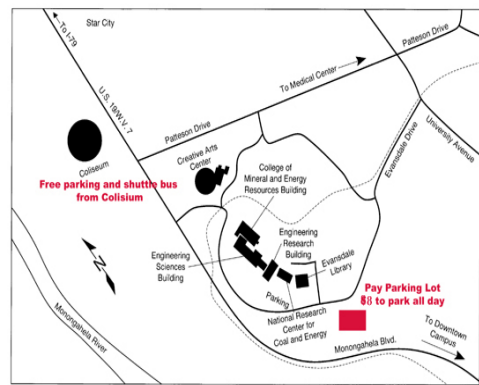 To I-79
Star City
Patteson Drive
To Medical Center
U.S. 19/W.V. 7
Patteson Drive
University Avenue
Evansdale Drive
Creative Arts
Center
Coliseum
Free parking and shuttle bus
from Colisium
College of
Mineral and Energy
Resources Building
Engineering
Research
Building
Evansdale
Library
Engineering
Sciences
Building
N
Parking
Pay Parking Lot
$8 to park all day
National Research
Center for
Coal and Energy
Monongahela River
Monongahela Blvd.
To Downtown
Campus